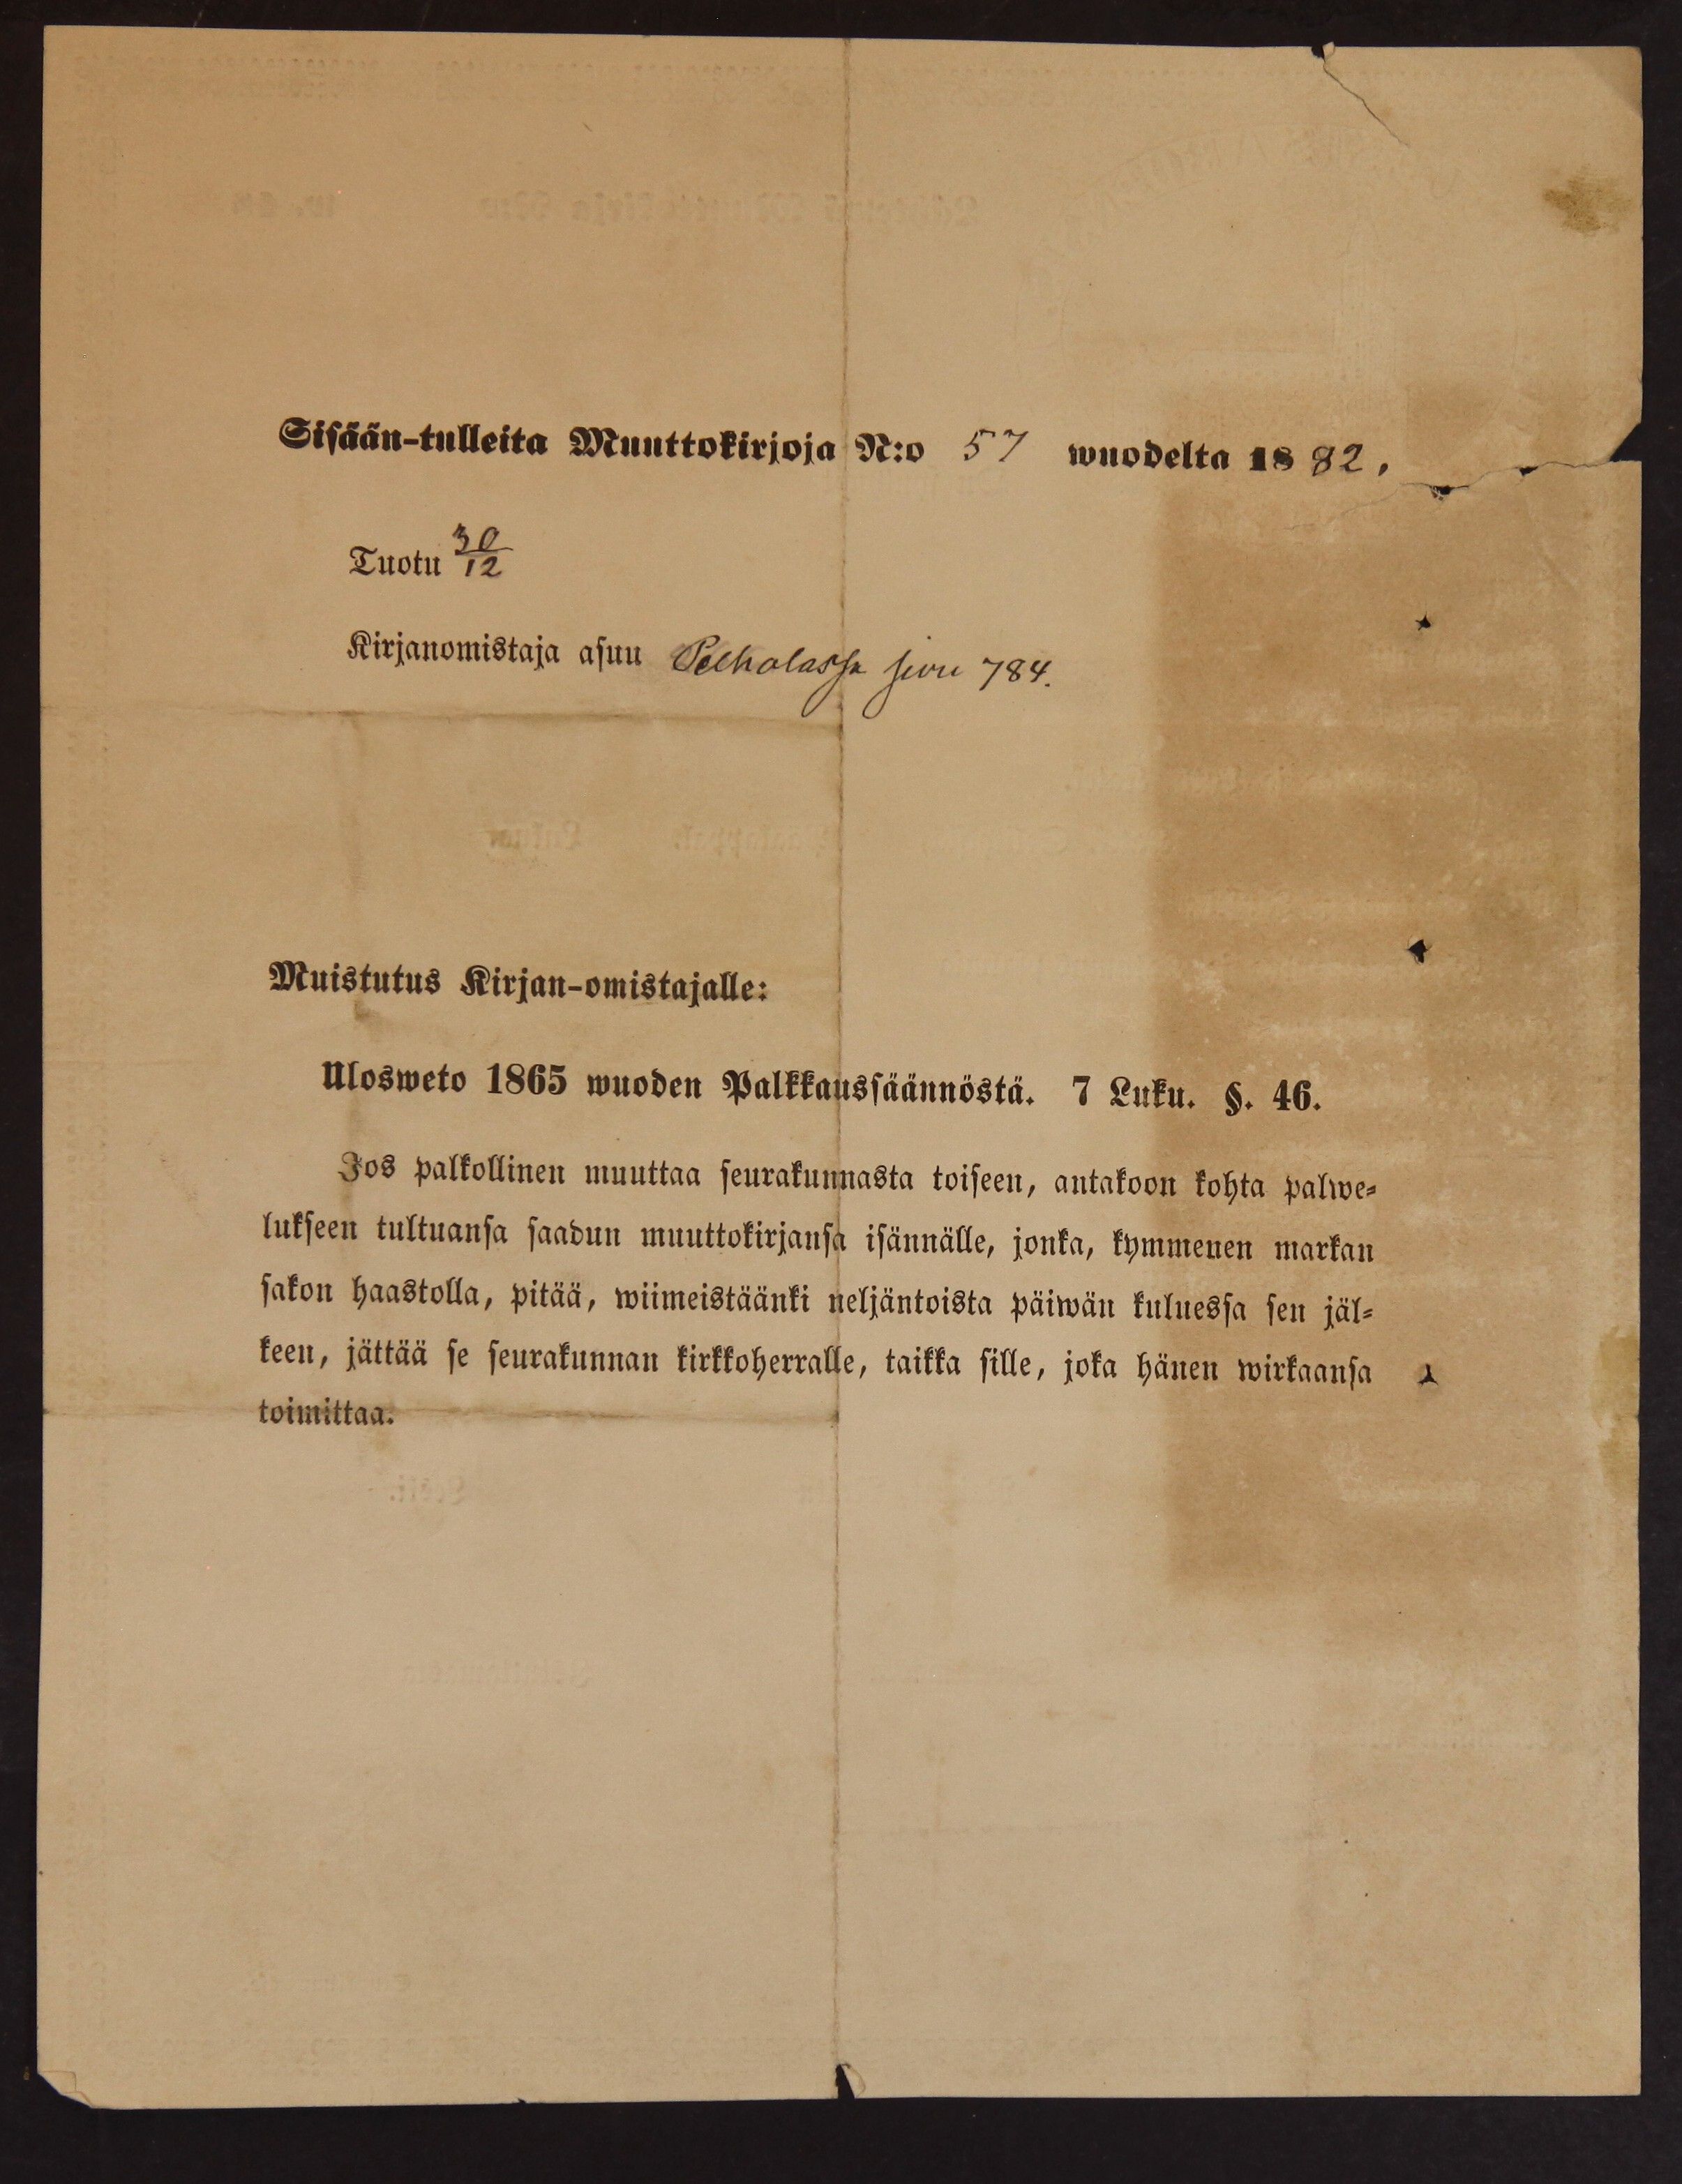 Sisään-tulleita Muuttokirjoja N:o 57 wuodelta 1882.
Tuotu 30/12
Kirjanomistaja asuu Pelholassa sivu 784.
Muistutus Kirjan-omistajalle:
Ulosweto 1865 wuoden Palkkaussäännöstä. 7 Luku. §. 46.
Jos palkollinen muuttaa seurakunnasta toiseen, antakoon kohta palwe-
lukseen tultuansa saadun muuttokirjansa isännälle, jonka, kymmenen markan
sakon haastolla, pitää, wiimeistäänki neljäntoista päiwän kuluessa sen jäl-
keen, jättää se seurakunnan kirkkoherralle, taikka sille, joka hänen wirkaansa
toimittaa.